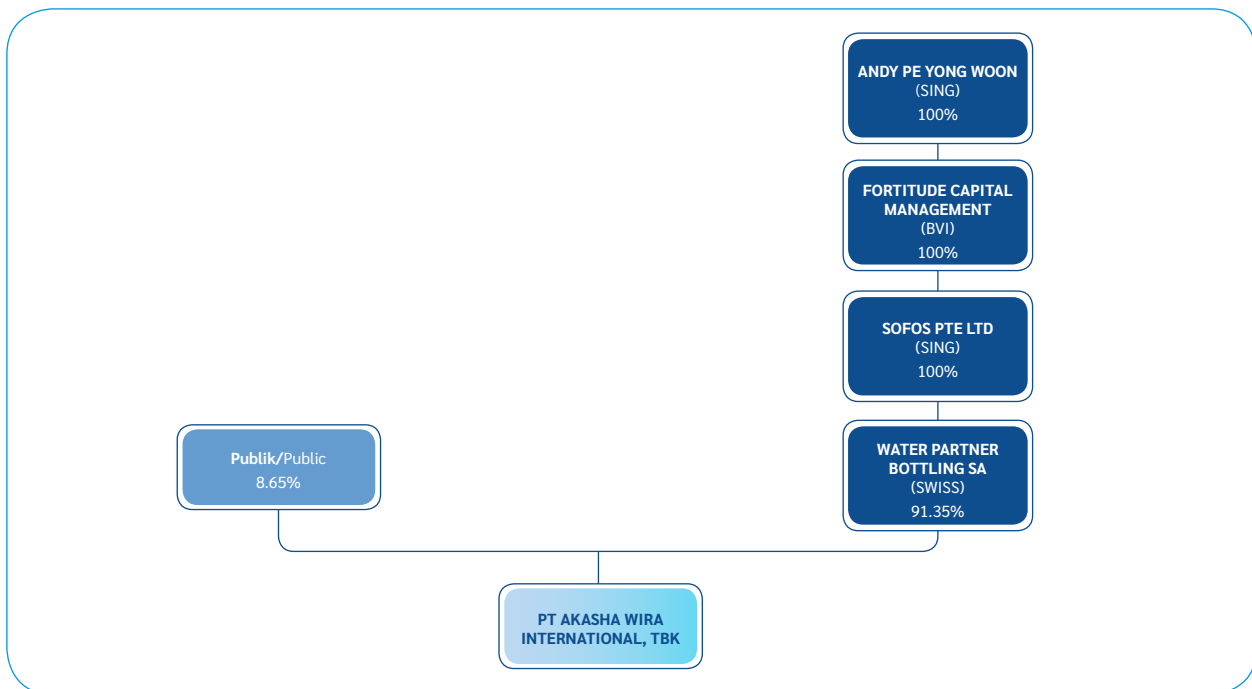 ANDY PE YONG WOON
(SING)
100%
FORTITUDE CAPITAL
MANAGEMENT
(BVI)
100%
SOFOS PTE LTD
(SING)
100%
WATER PARTNER
BOTTLING SA
(SWISS)
91.35%
Publik/Public
8.65%
PT AKASHA WIRA
INTERNATIONAL, TBK